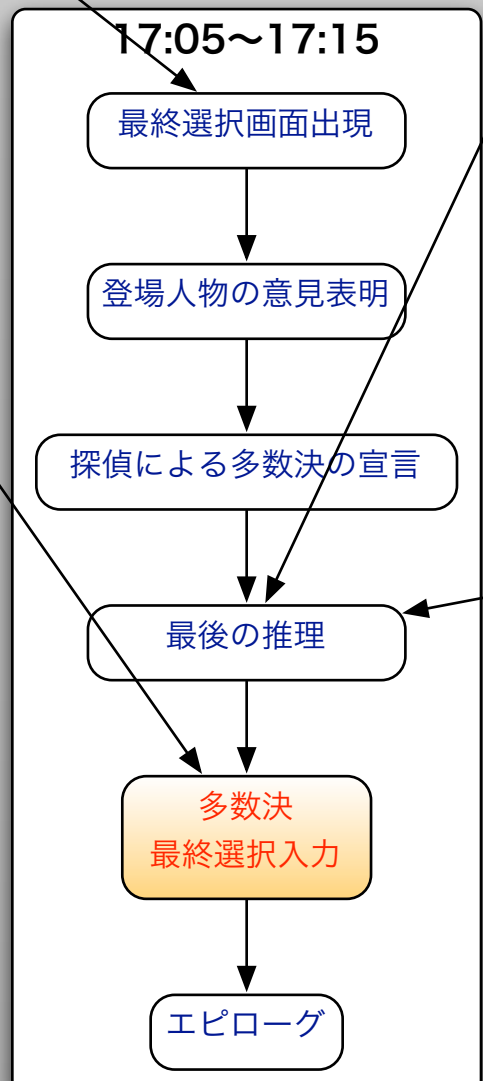 17:05〜17:15
最終選択画面出現
登場人物の意見表明
探偵による多数決の宣言
最後の推理
多数決
最終選択入力
エピローグ